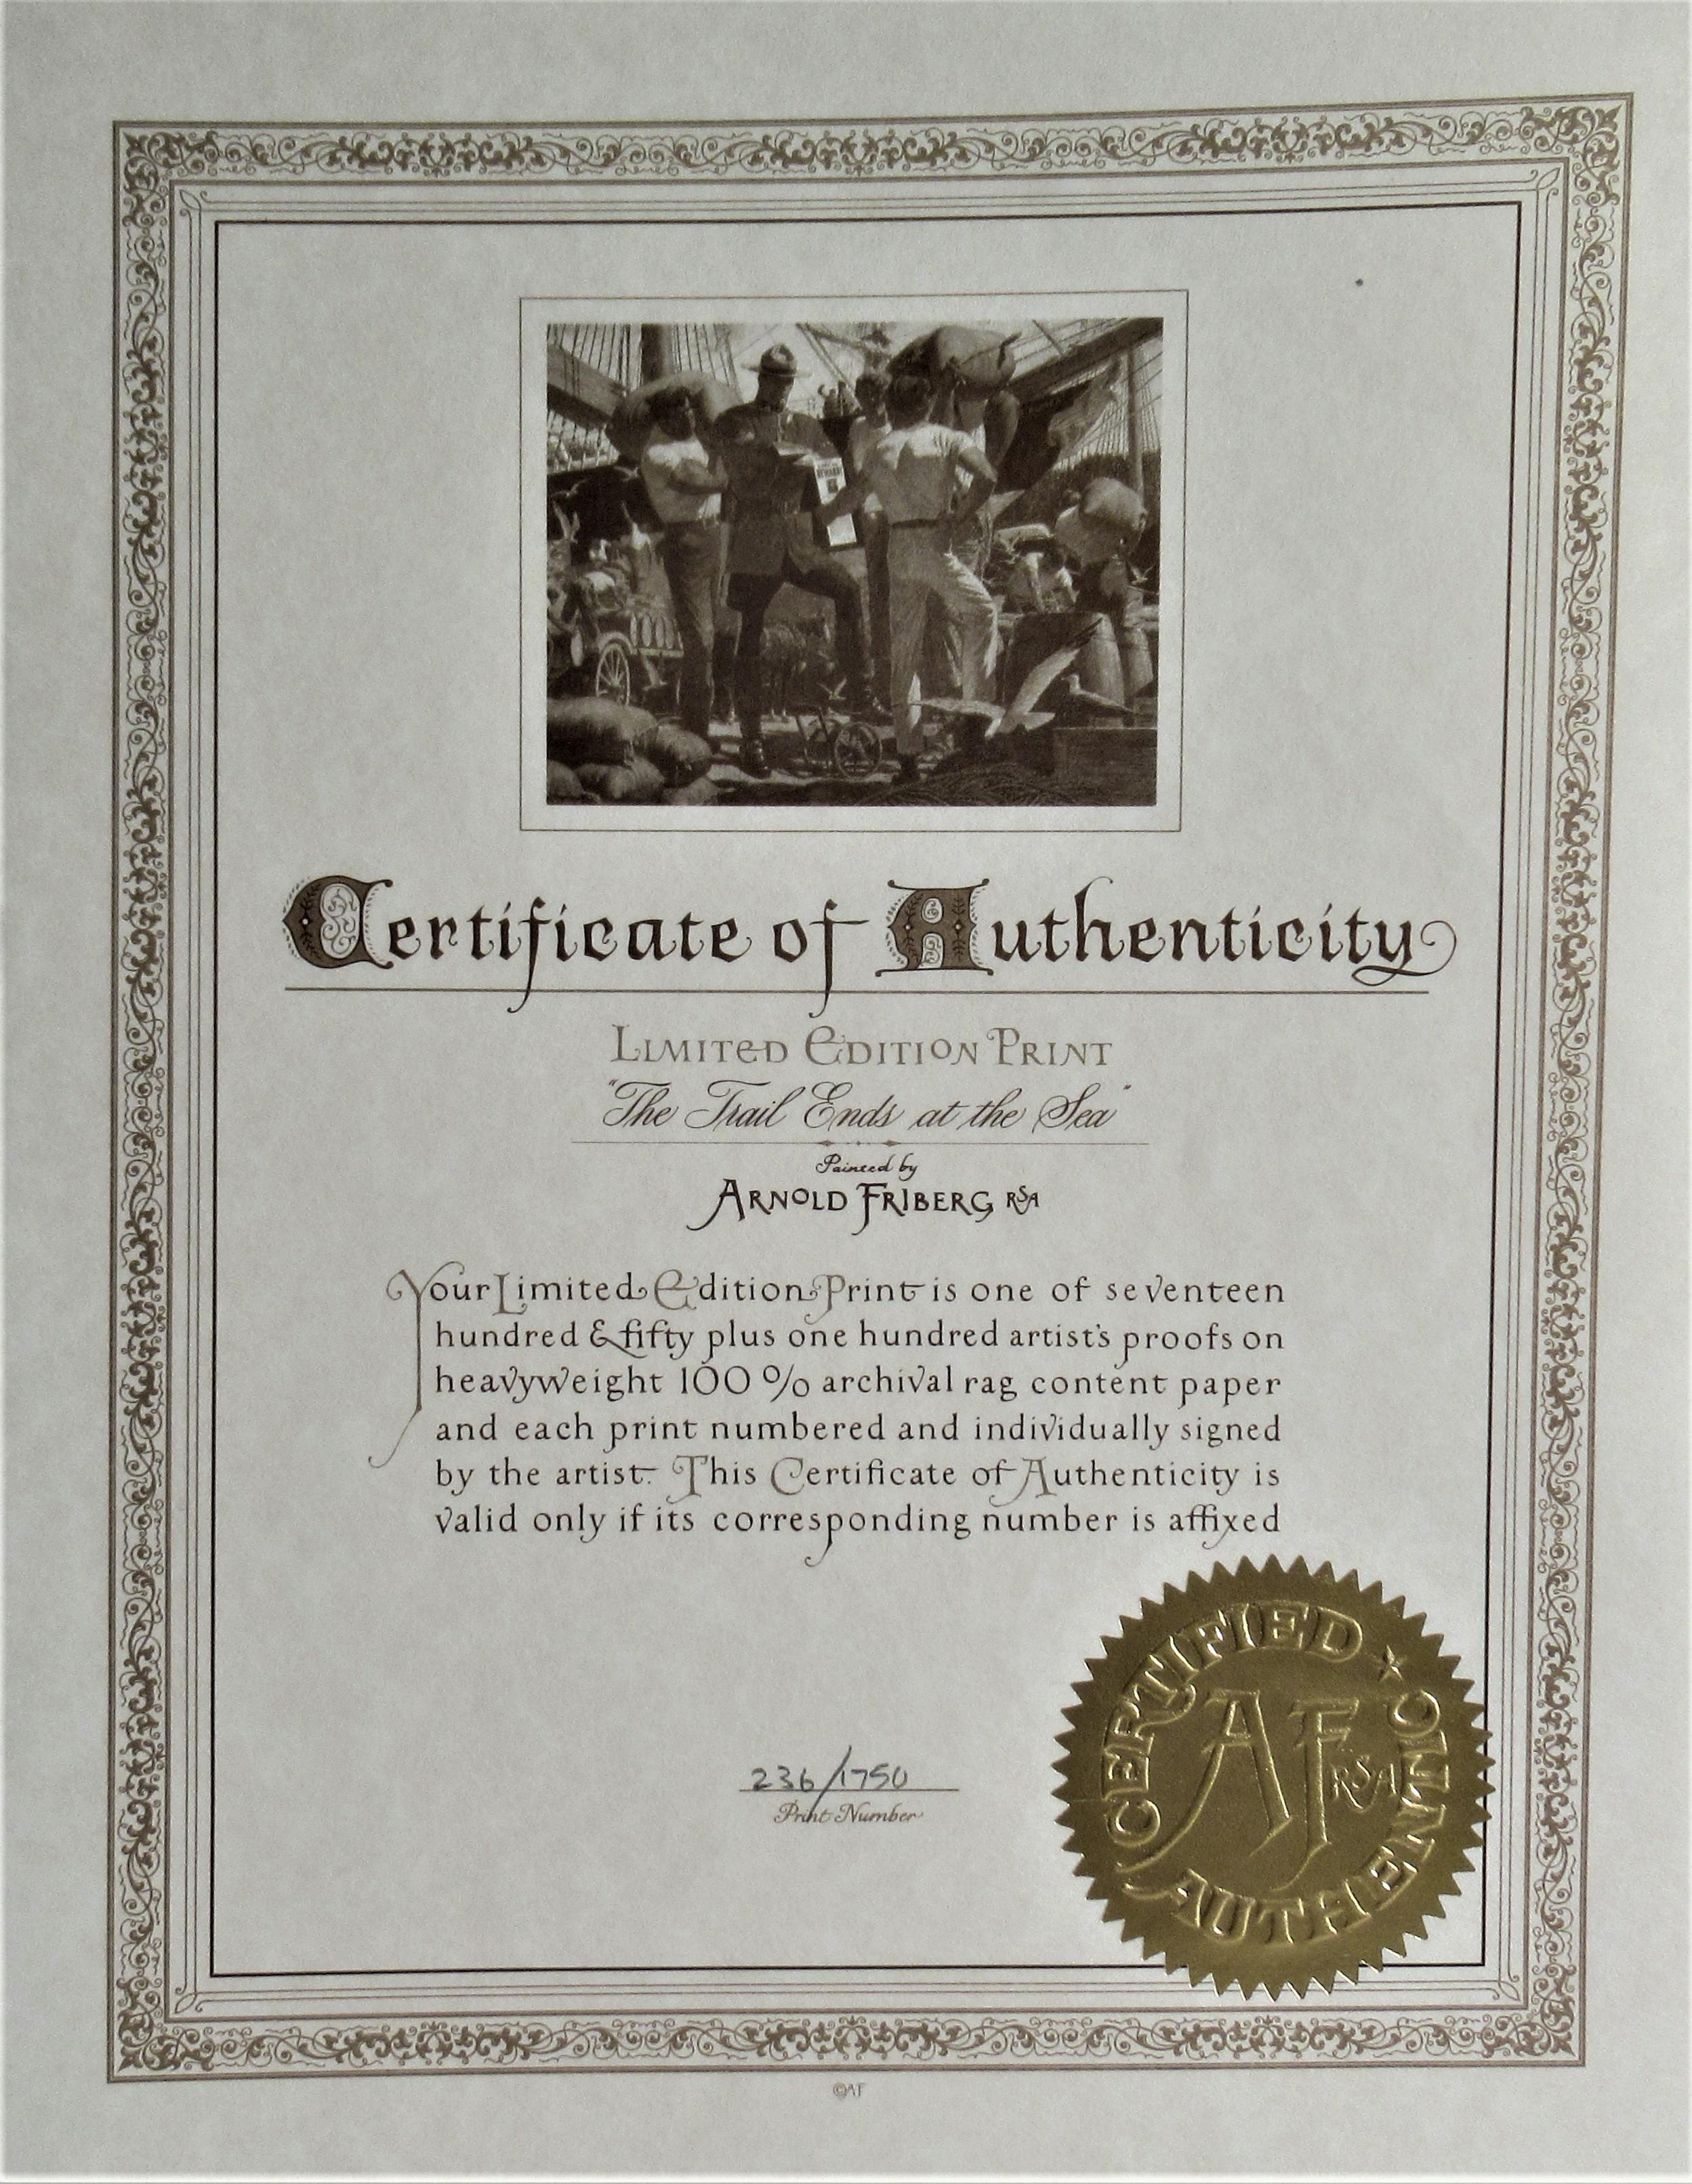 REWARD
Certificate of Authenticity
LIMITED EDITION PRINT
"The Trail Ends at the Sea"
Painted by
ARNOLD FRIBERG RSA
Your Limited Edition Print is one of seventeen
hundred & fifty plus one hundred artist's proofs on
heavyweight 100% archival rag content paper
and each print numbered and individually signed
by the artist. This Certificate of Authenticity is
valid only if its corresponding number is affixed
236/1750
Print Number
CERTIFIED ★ AUTHENTIC
AF RSA
©AF